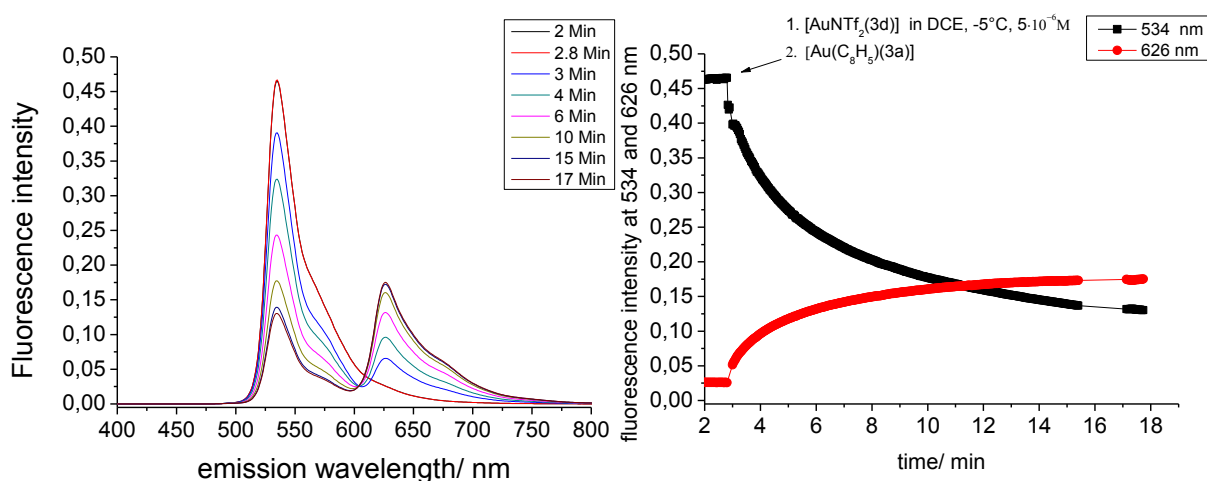 Fluorescence intensity
0,50
0,45
0,40
0,35
0,30
0,25
0,20
0,15
0,10
0,05
0,00
400 450 500 550 600 650 700 750 800
emission wavelength/ nm
2 Min
2.8 Min
3 Min
4 Min
6 Min
10 Min
15 Min
17 Min
fluorescence intensity at 534 and 626 nm
0,50
0,45
0,40
0,35
0,30
0,25
0,20
0,15
0,10
0,05
0,00
2 4 6 8 10 12 14 16 18
time/ min
1. [AuNTf₂(3d)] in DCE, -5°C, 5·10⁻⁶M
2. [Au(C₈H₅)(3a)]
534 nm
626 nm